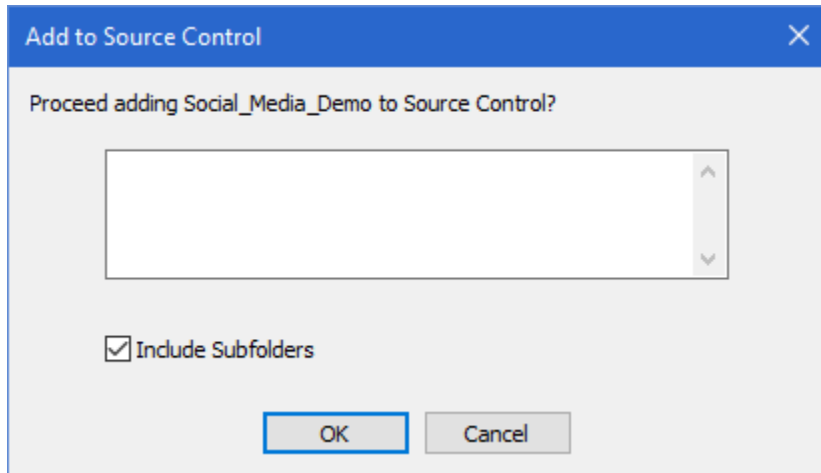 Add to Source Control
Proceed adding Social_Media_Demo to Source Control?
Include Subfolders
OK
Cancel